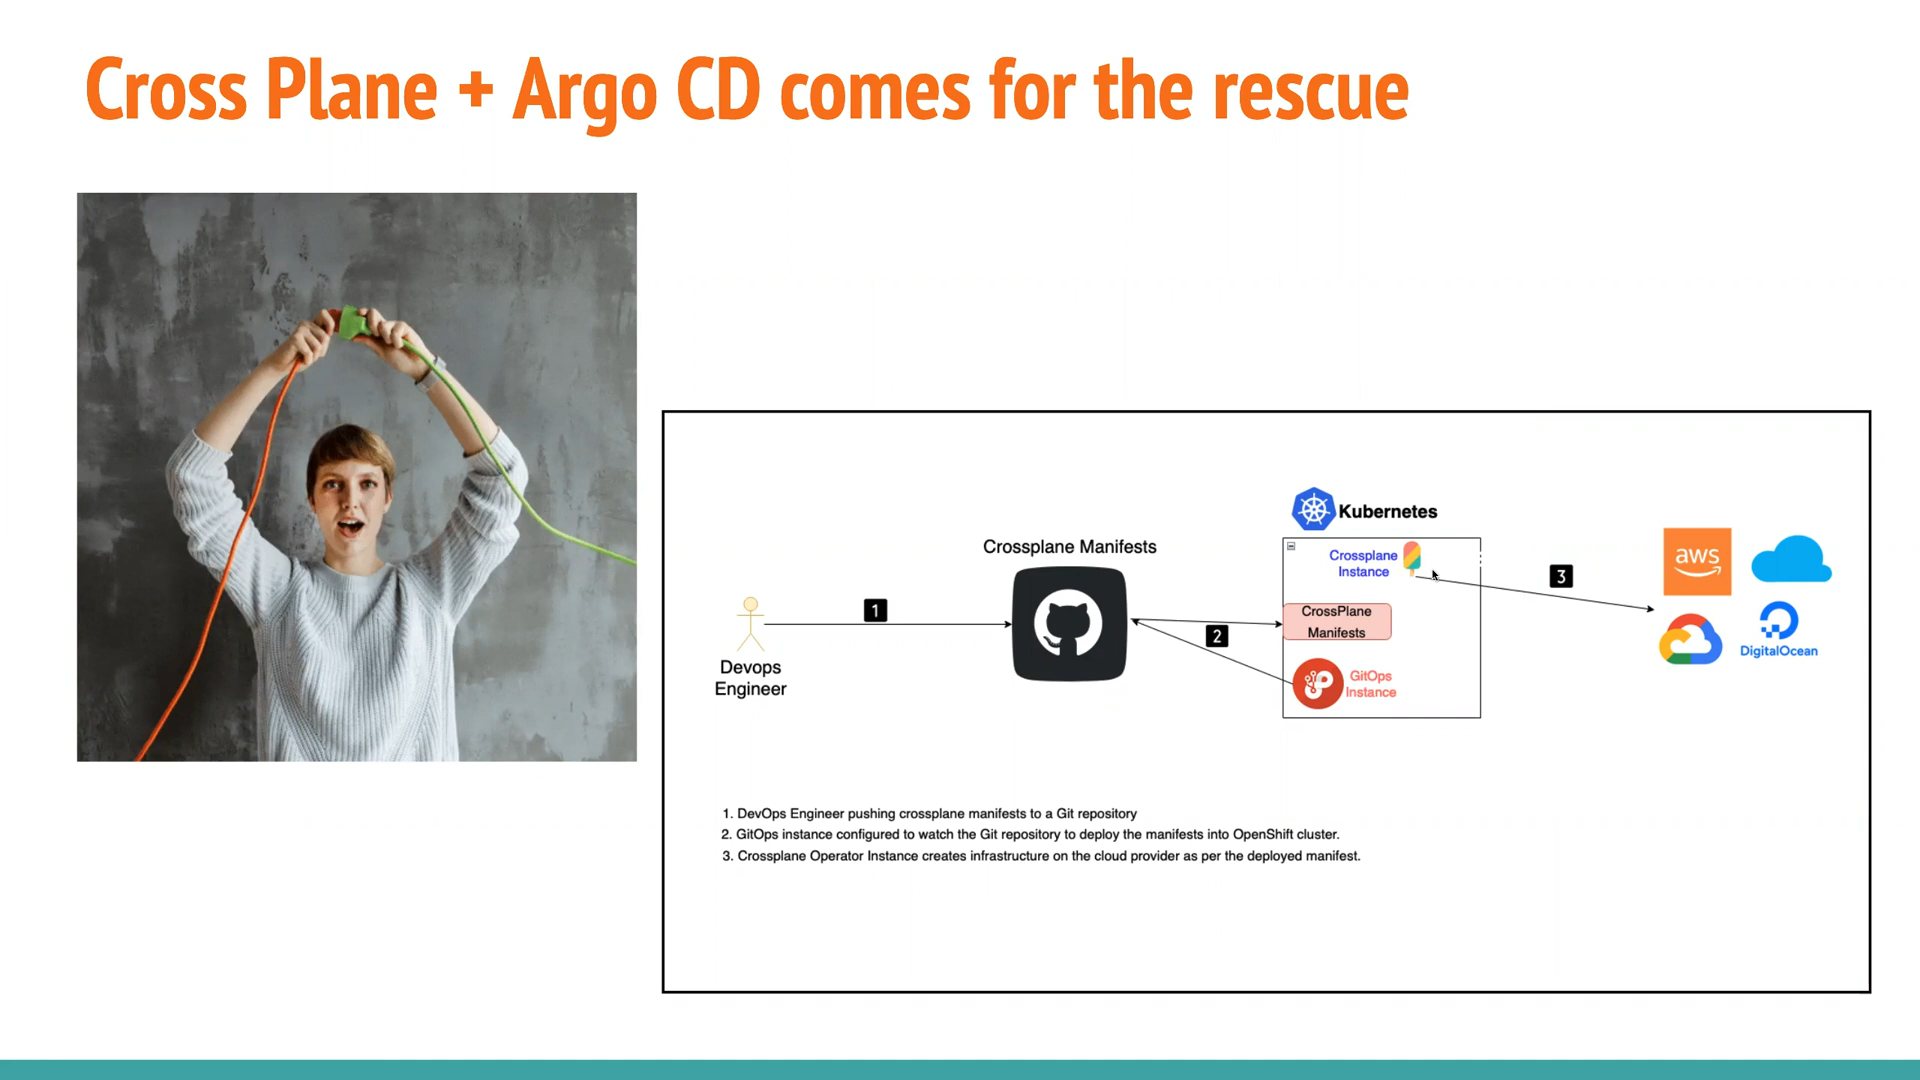 Cross Plane + Argo CD comes for the rescue
Kubernetes
Crossplane Manifests
Crossplane
Instance
aws
1
3
CrossPlane
Manifests
2
DigitalOcean
Devops
Engineer
GitOps
Instance
1. DevOps Engineer pushing crossplane manifests to a Git repository
2. GitOps instance configured to watch the Git repository to deploy the manifests into OpenShift cluster.
3. Crossplane Operator Instance creates infrastructure on the cloud provider as per the deployed manifest.